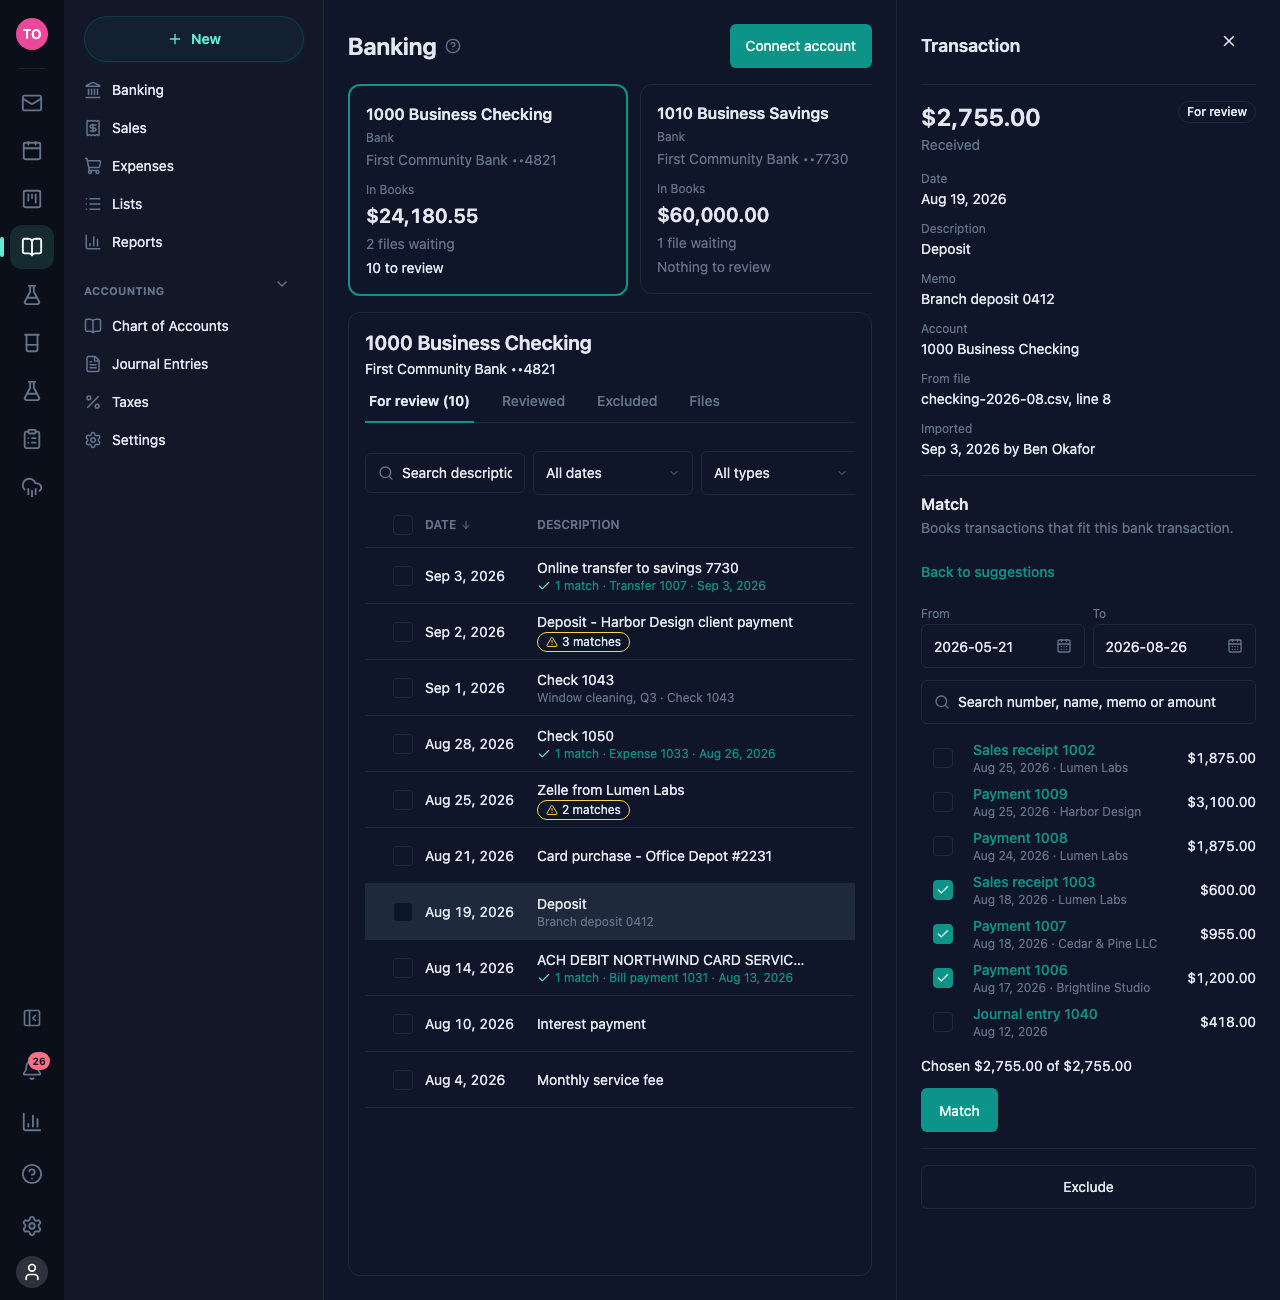 TO
New
Banking
Sales
Expenses
Lists
Reports
ACCOUNTING
Chart of Accounts
Journal Entries
Taxes
Settings
26
Banking
Connect account
1000 Business Checking
Bank
First Community Bank ••4821
In Books
$24,180.55
2 files waiting
10 to review
1010 Business Savings
Bank
First Community Bank ••7730
In Books
$60,000.00
1 file waiting
Nothing to review
1000 Business Checking
First Community Bank ••4821
For review (10)
Reviewed
Excluded
Files
Search descriptic
All dates
All types
DATE
DESCRIPTION
Sep 3, 2026
Online transfer to savings 7730
1 match · Transfer 1007 · Sep 3, 2026
Sep 2, 2026
Deposit - Harbor Design client payment
3 matches
Sep 1, 2026
Check 1043
Window cleaning, Q3 · Check 1043
Aug 28, 2026
Check 1050
1 match · Expense 1033 · Aug 26, 2026
Aug 25, 2026
Zelle from Lumen Labs
2 matches
Aug 21, 2026
Card purchase - Office Depot #2231
Aug 19, 2026
Deposit
Branch deposit 0412
Aug 14, 2026
ACH DEBIT NORTHWIND CARD SERVIC...
1 match · Bill payment 1031 · Aug 13, 2026
Aug 10, 2026
Interest payment
Aug 4, 2026
Monthly service fee
Transaction
$2,755.00
For review
Received
Date
Aug 19, 2026
Description
Deposit
Memo
Branch deposit 0412
Account
1000 Business Checking
From file
checking-2026-08.csv, line 8
Imported
Sep 3, 2026 by Ben Okafor
Match
Books transactions that fit this bank transaction.
Back to suggestions
From
To
2026-05-21
2026-08-26
Search number, name, memo or amount
Sales receipt 1002
Aug 25, 2026 · Lumen Labs
$1,875.00
Payment 1009
Aug 25, 2026 · Harbor Design
$3,100.00
Payment 1008
Aug 24, 2026 · Lumen Labs
$1,875.00
Sales receipt 1003
Aug 18, 2026 · Lumen Labs
$600.00
Payment 1007
Aug 18, 2026 · Cedar & Pine LLC
$955.00
Payment 1006
Aug 17, 2026 · Brightline Studio
$1,200.00
Journal entry 1040
Aug 12, 2026
$418.00
Chosen $2,755.00 of $2,755.00
Match
Exclude